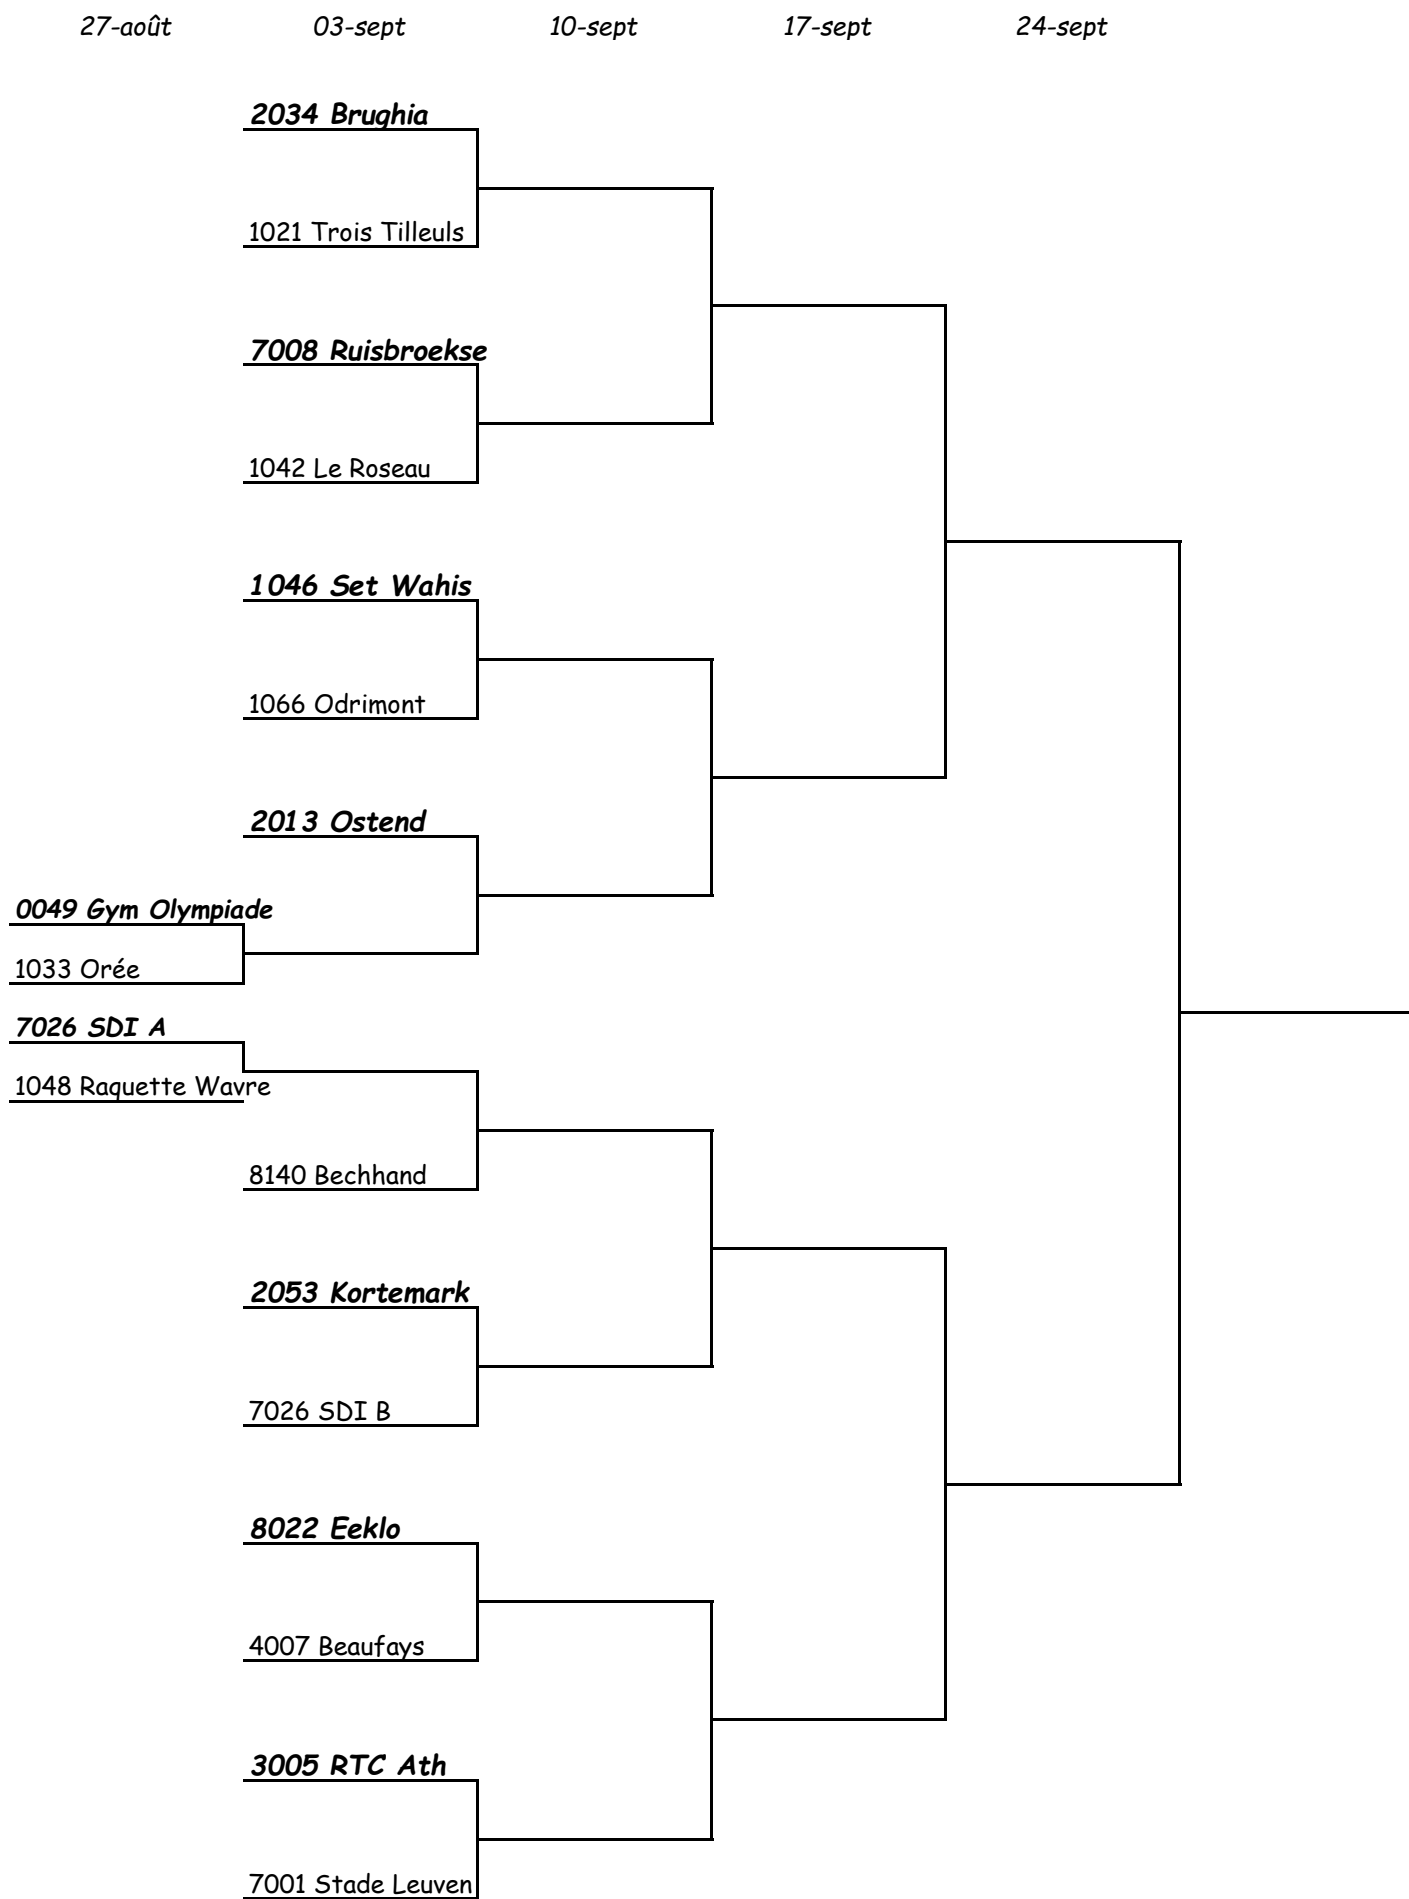 27-août 03-sept 10-sept 17-sept 24-sept
2034 Brughia
1021 Trois Tilleuls
7008 Ruisbroekse
1042 Le Roseau
1046 Set Wahis
1066 Odrimont
2013 Ostend
0049 Gym Olympiade
1033 Orée
7026 SDI A
1048 Raquette Wavre
8140 Bechhand
2053 Kortemark
7026 SDI B
8022 Eeklo
4007 Beaufays
3005 RTC Ath
7001 Stade Leuven